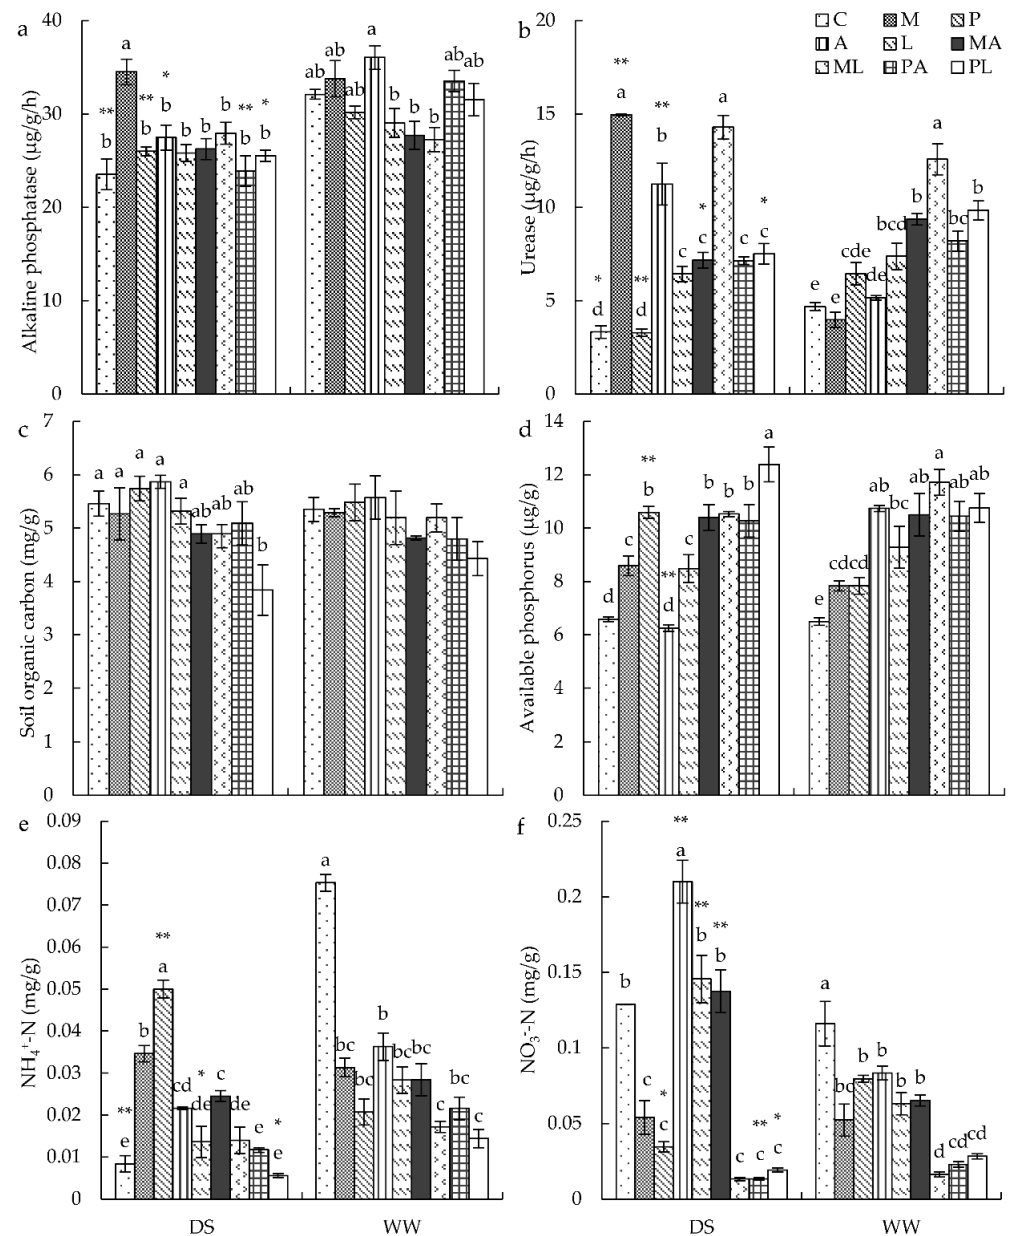 a
40
30
20
10
0
Alkaline phosphatase (µg/g/h)
** b
a
** b
* b
b
b
b
** b
* b
ab
ab
ab
a
b
b
b
ab
ab
b
20
15
10
5
0
Urease (µg/g/h)
C M P
A L MA
ML PA PL
* d
** a
** d
** b
c
* c
a
c
* c
e
e
cde
de
bcd
b
a
bc
b
c
7
6
5
4
3
2
1
0
Soil organic carbon (mg/g)
a
a
a
a
a
ab
ab
ab
b
d
14
12
10
8
6
4
2
0
Available phosphorus (µg/g)
d
c
** b
** d
c
b
b
b
a
e
cd
cd
ab
bc
ab
a
ab
ab
e
0.09
0.08
0.07
0.06
0.05
0.04
0.03
0.02
0.01
0
NH₄⁺-N (mg/g)
** e
b
** a
cd
* de
c
de
e
* e
a
bc
bc
b
bc
bc
c
bc
c
DS WW
f
0.25
0.2
0.15
0.1
0.05
0
NO₃⁻-N (mg/g)
b
c
* c
** a
** b
** b
c
** c
* c
a
bc
b
b
b
b
d
cd
cd
DS WW